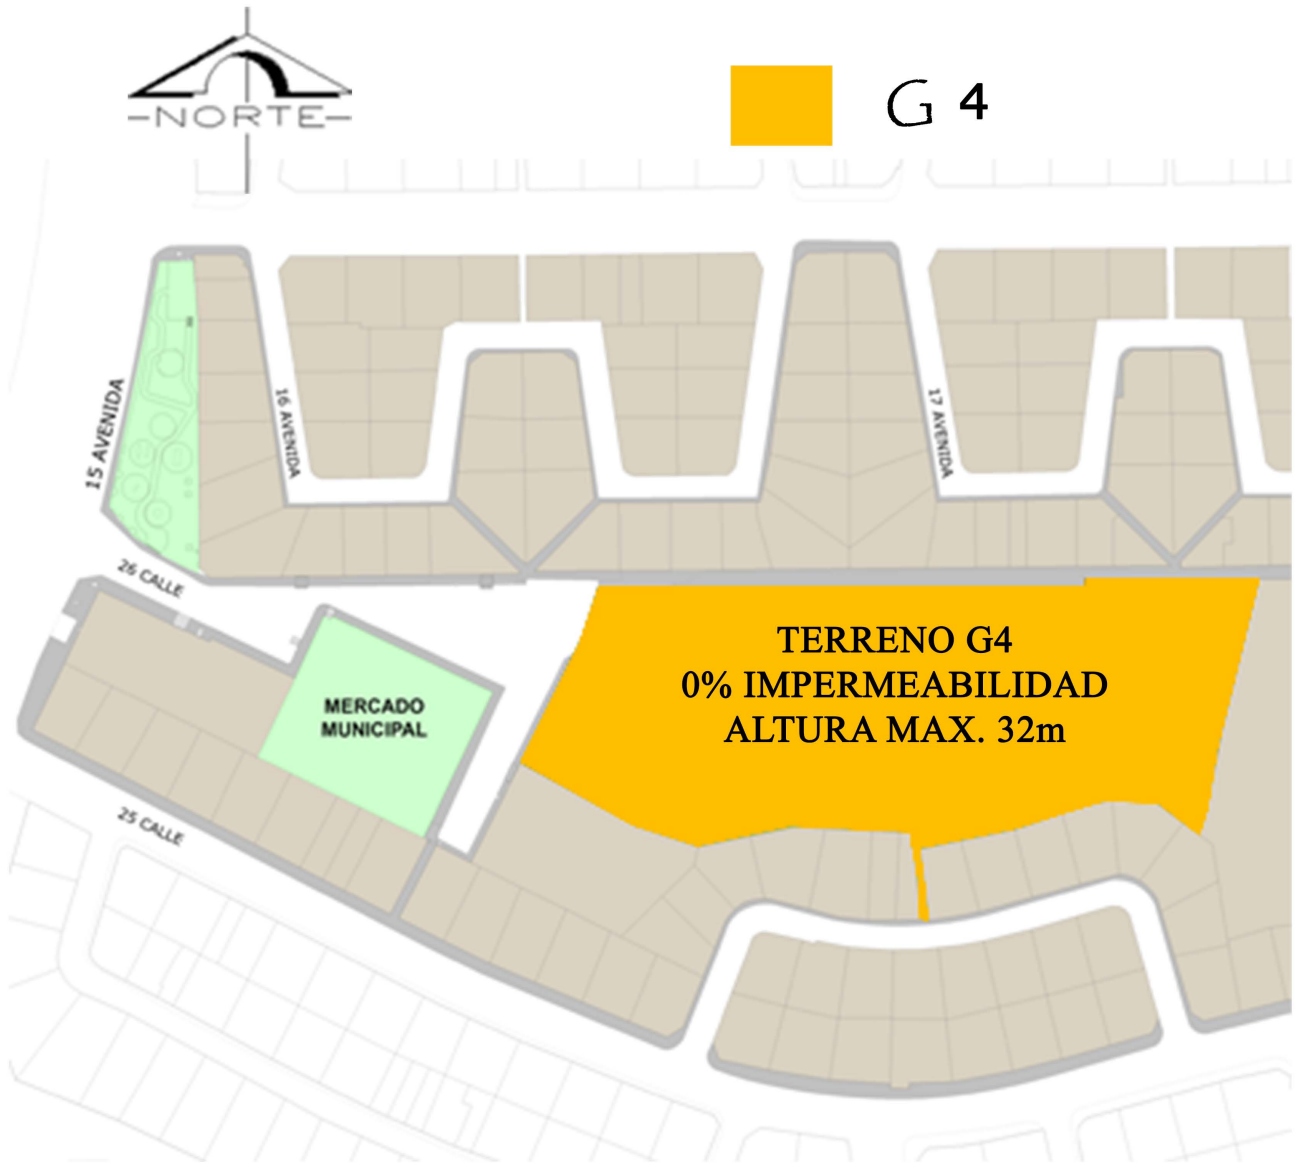 -NORTE-
G 4
15 AVENIDA
16 AVENIDA
17 AVENIDA
26 CALLE
TERRENO G4
0% IMPERMEABILIDAD
ALTURA MAX. 32m
MERCADO
MUNICIPAL
25 CALLE